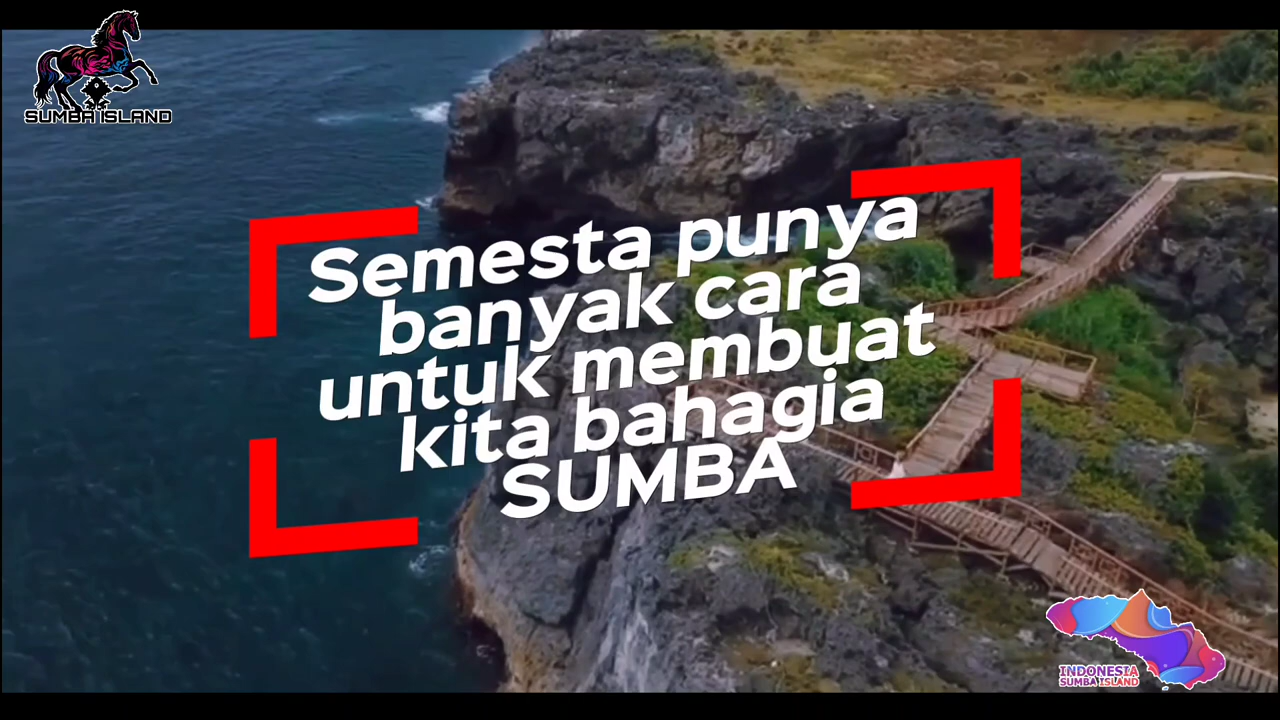 SUMBA ISLAND
Semesta punya
banyak cara
untuk membuat
kita bahagia
SUMBA
INDONESIA
SUMBA ISLAND